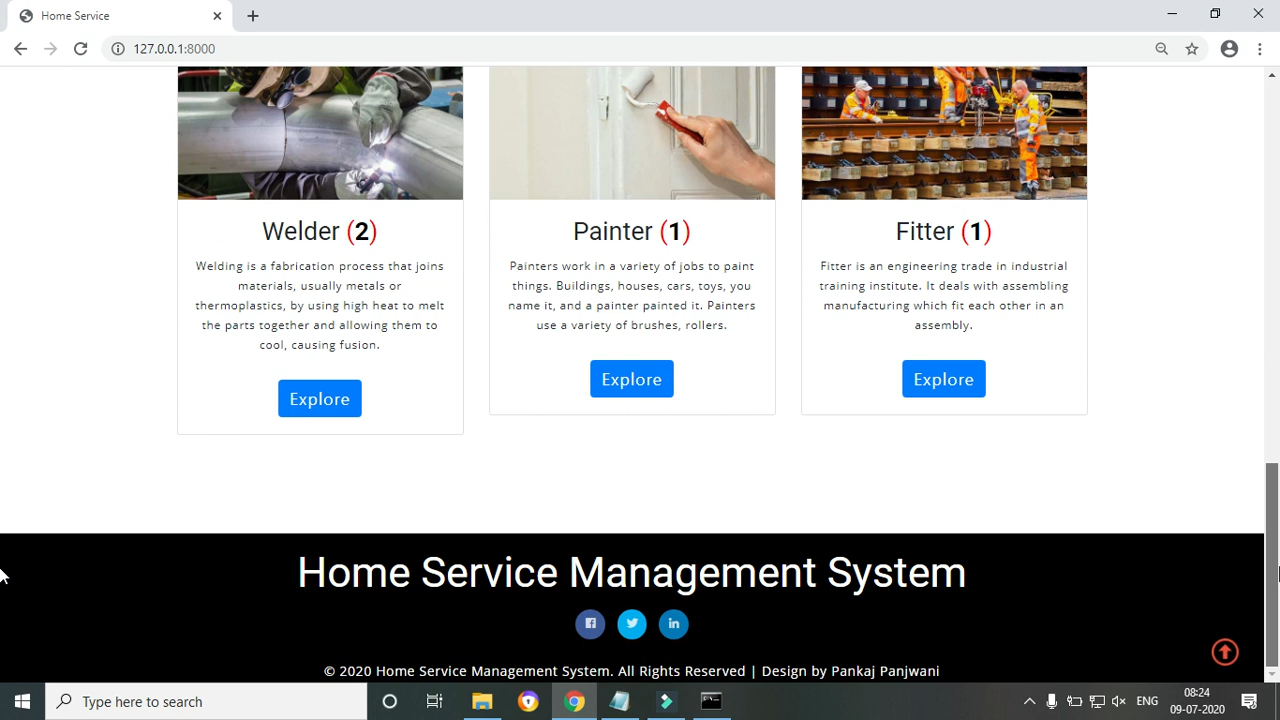 Home Service
127.0.0.1:8000
Welder (2)
Welding is a fabrication process that joins
materials, usually metals or
thermoplastics, by using high heat to melt
the parts together and allowing them to
cool, causing fusion.
Explore
Painter (1)
Painters work in a variety of jobs to paint
things. Buildings, houses, cars, toys, you
name it, and a painter painted it. Painters
use a variety of brushes, rollers.
Explore
Fitter (1)
Fitter is an engineering trade in industrial
training institute. It deals with assembling
manufacturing which fit each other in an
assembly.
Explore
Home Service Management System
© 2020 Home Service Management System. All Rights Reserved | Design by Pankaj Panjwani
Type here to search
ENG
08:24
09-07-2020